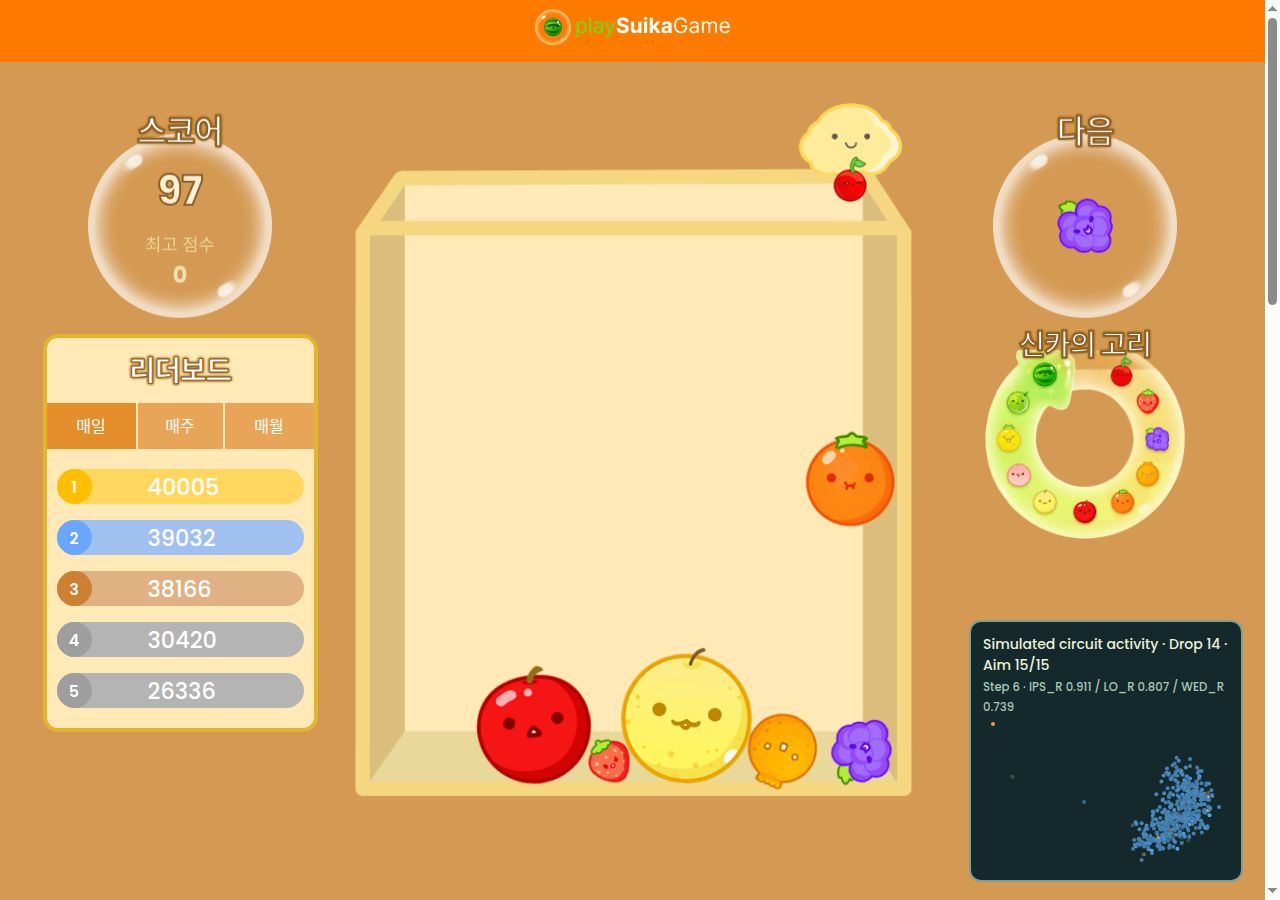 playSuikaGame
스코어
97
최고 점수
0
다음
리더보드
매일 매주 매월
1 40005
2 39032
3 38166
4 30420
5 26336
신카의 고리
Simulated circuit activity · Drop 14 ·
Aim 15/15
Step 6 · IPS_R 0.911 / LO_R 0.807 / WED_R
0.739